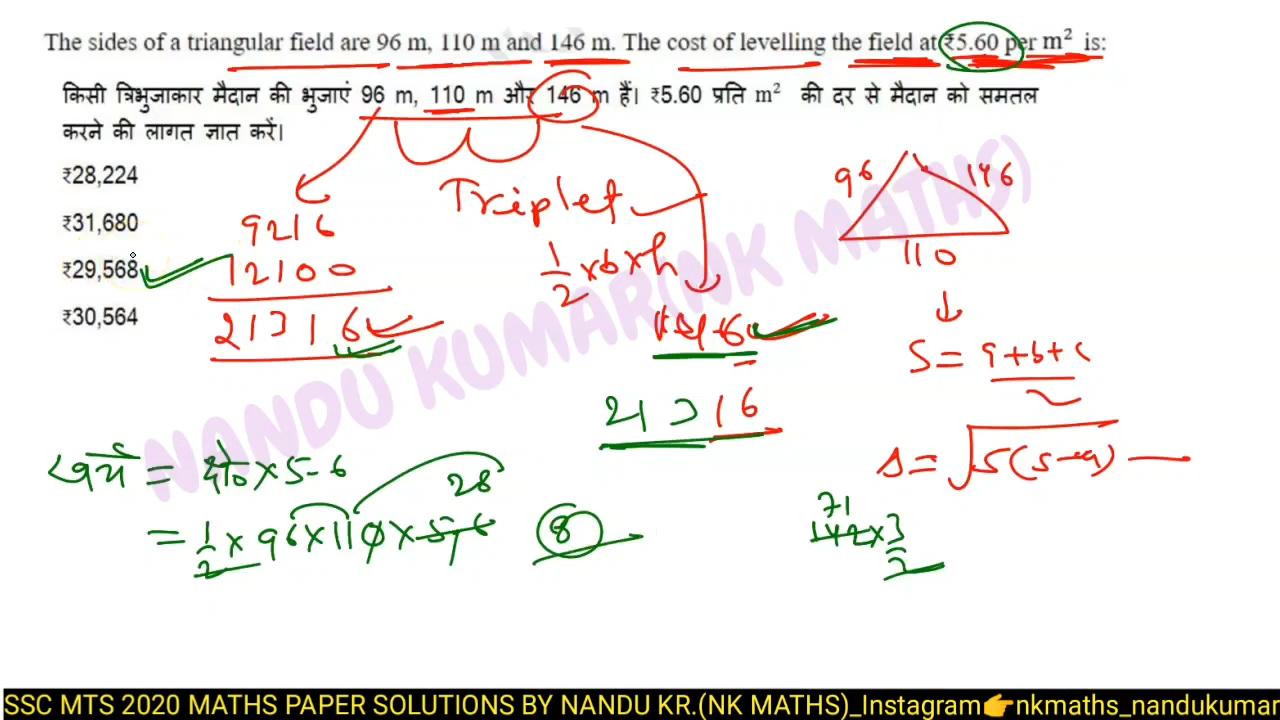 The sides of a triangular field are 96 m, 110 m and 146 m. The cost of levelling the field at ₹5.60 per m² is:
किसी त्रिभुजाकार मैदान की भुजाएं 96 m, 110 m और 146 m हैं। ₹5.60 प्रति m² की दर से मैदान को समतल
करने की लागत ज्ञात करें।
₹28,224
₹31,680
₹29,568
₹30,564
9216
12100
21316
Triplet
1/2 × b × h
21316
96
146
110
S = a+b+c
2
Δ = √S(S-a)
= 1/2 × 96 × 110 × 5.6
28
8
71
142 × 3
NANDU KUMAR(NK MATHS)
SSC MTS 2020 MATHS PAPER SOLUTIONS BY NANDU KR.(NK MATHS)_Instagram👉nkmaths_nandukumar